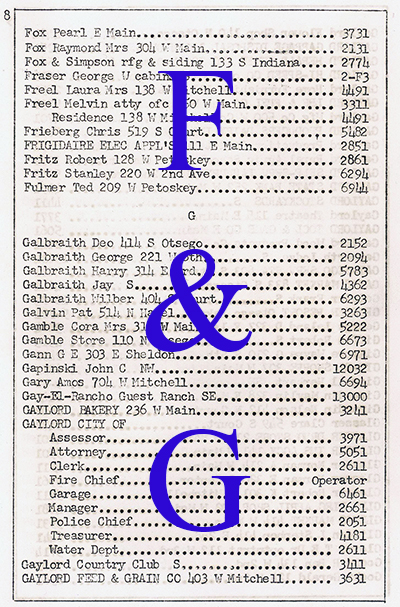 8
Fox Pearl E Main 3731
Fox Raymond Mrs 304 W Main 2131
Fox & Simpson rfg & siding 133 S Indiana 2774
Fraser George W cabin 2-F3
Freel Laura Mrs 138 W Mitchell 4491
Freel Melvin atty ofc W Main 3311
Residence 138 W 4491
Frieberg Chris 519 S Court 5482
FRIGIDAIRE ELEC APPL'S E Main 2851
Fritz Robert 128 W Petoskey 2861
Fritz Stanley 220 W 2nd Ave 6294
Fulmer Ted 209 W Petoskey 6944
G
Galbraith Deo 414 S Otsego 2152
Galbraith George 221 W 2094
Galbraith Harry 314 E 5783
Galbraith Jay S 4362
Galbraith Wilber 404 Court 6293
Galvin Pat 514 N 3263
Gamble Cora Mrs W Main 5222
Gamble Store 110 N 6673
Gann G E 303 E Sheldon 6971
Gapinski John C NW 12032
Gary Amos 704 W Mitchell 6694
Gay-El-Rancho Guest Ranch SE 13000
GAYLORD BAKERY 236 W Main 3241
GAYLORD CITY OF
Assessor 3971
Attorney 5051
Clerk 2611
Fire Chief Operator
Garage 6461
Manager 2661
Police Chief 2051
Treasurer 4181
Water Dept 2611
Gaylord Country Club S 3411
GAYLORD FEED & GRAIN CO 403 W Mitchell 3631
F
&
G